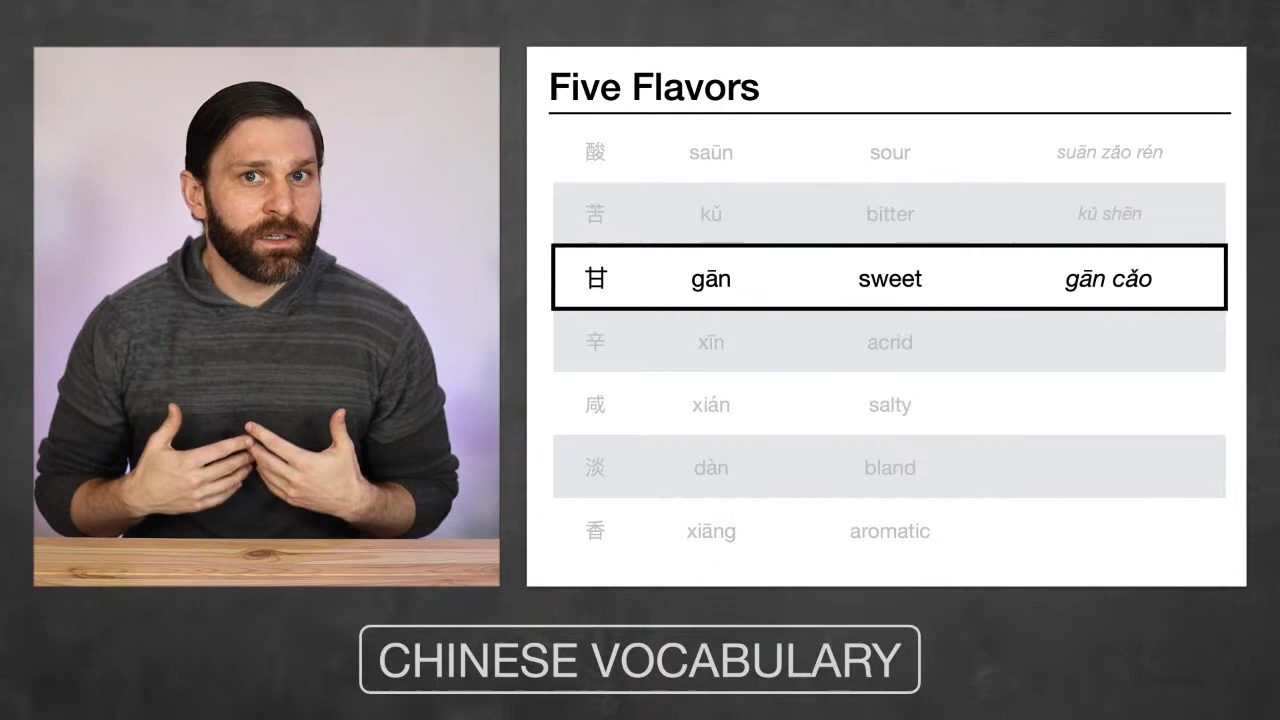 Five Flavors
酸 saūn sour suān zǎo rén
苦 kǔ bitter kǔ shēn
甘 gān sweet gān cǎo
辛 xīn acrid
咸 xián salty
淡 dàn bland
香 xiāng aromatic
CHINESE VOCABULARY